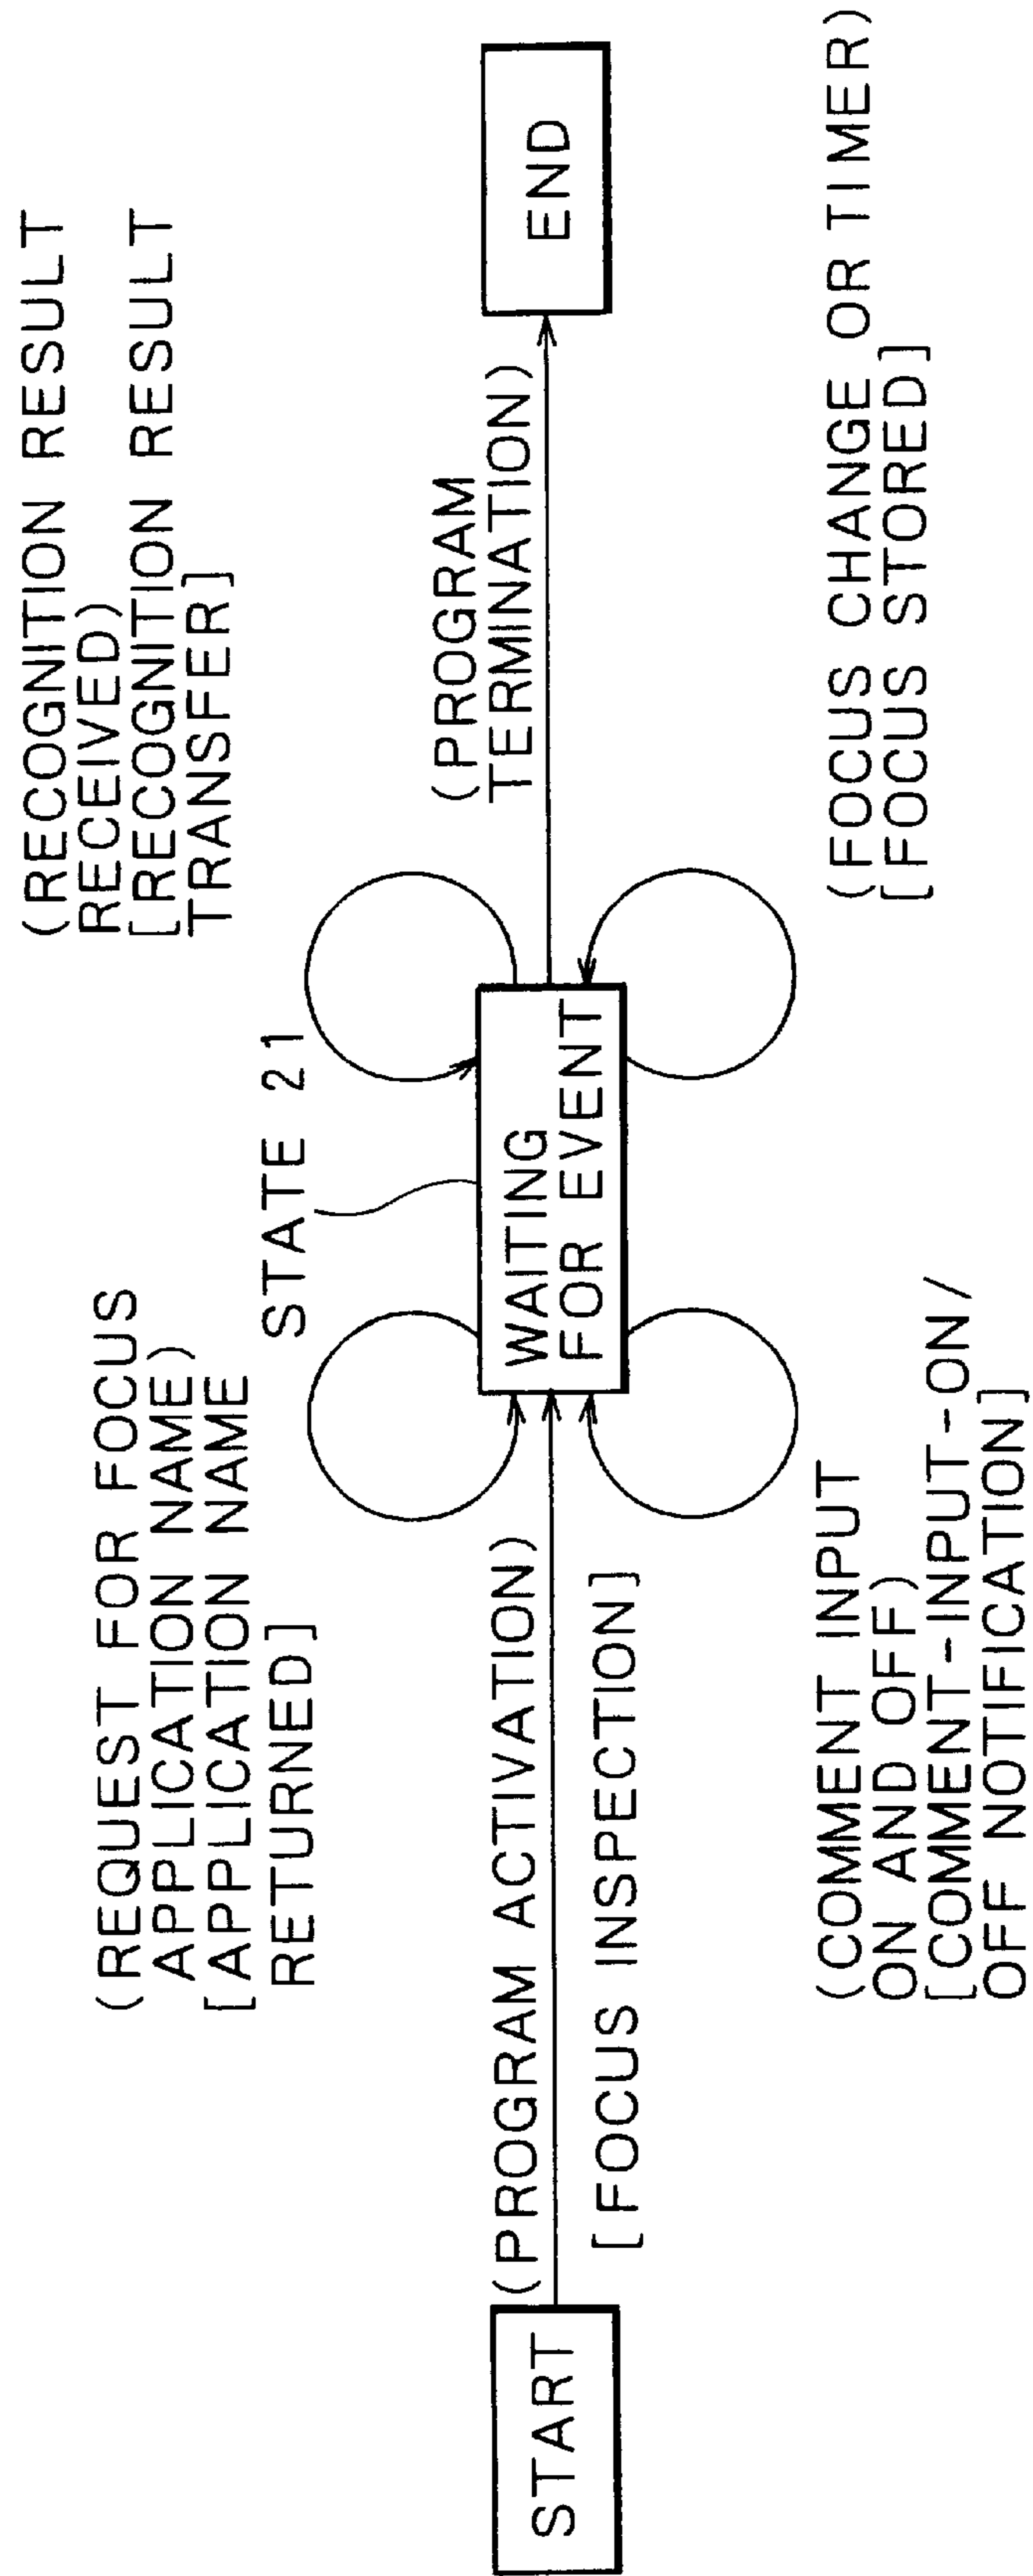 (REQUEST FOR FOCUS
APPLICATION NAME)
[APPLICATION NAME
RETURNED]
STATE 21
(RECOGNITION RESULT
RECEIVED)
[RECOGNITION RESULT
TRANSFER]
START
(PROGRAM ACTIVATION)
[FOCUS INSPECTION]
WAITING
FOR EVENT
(PROGRAM
TERMINATION)
END
(COMMENT INPUT
ON AND OFF)
[COMMENT-INPUT-ON/
OFF NOTIFICATION]
(FOCUS CHANGE OR TIMER)
[FOCUS STORED]